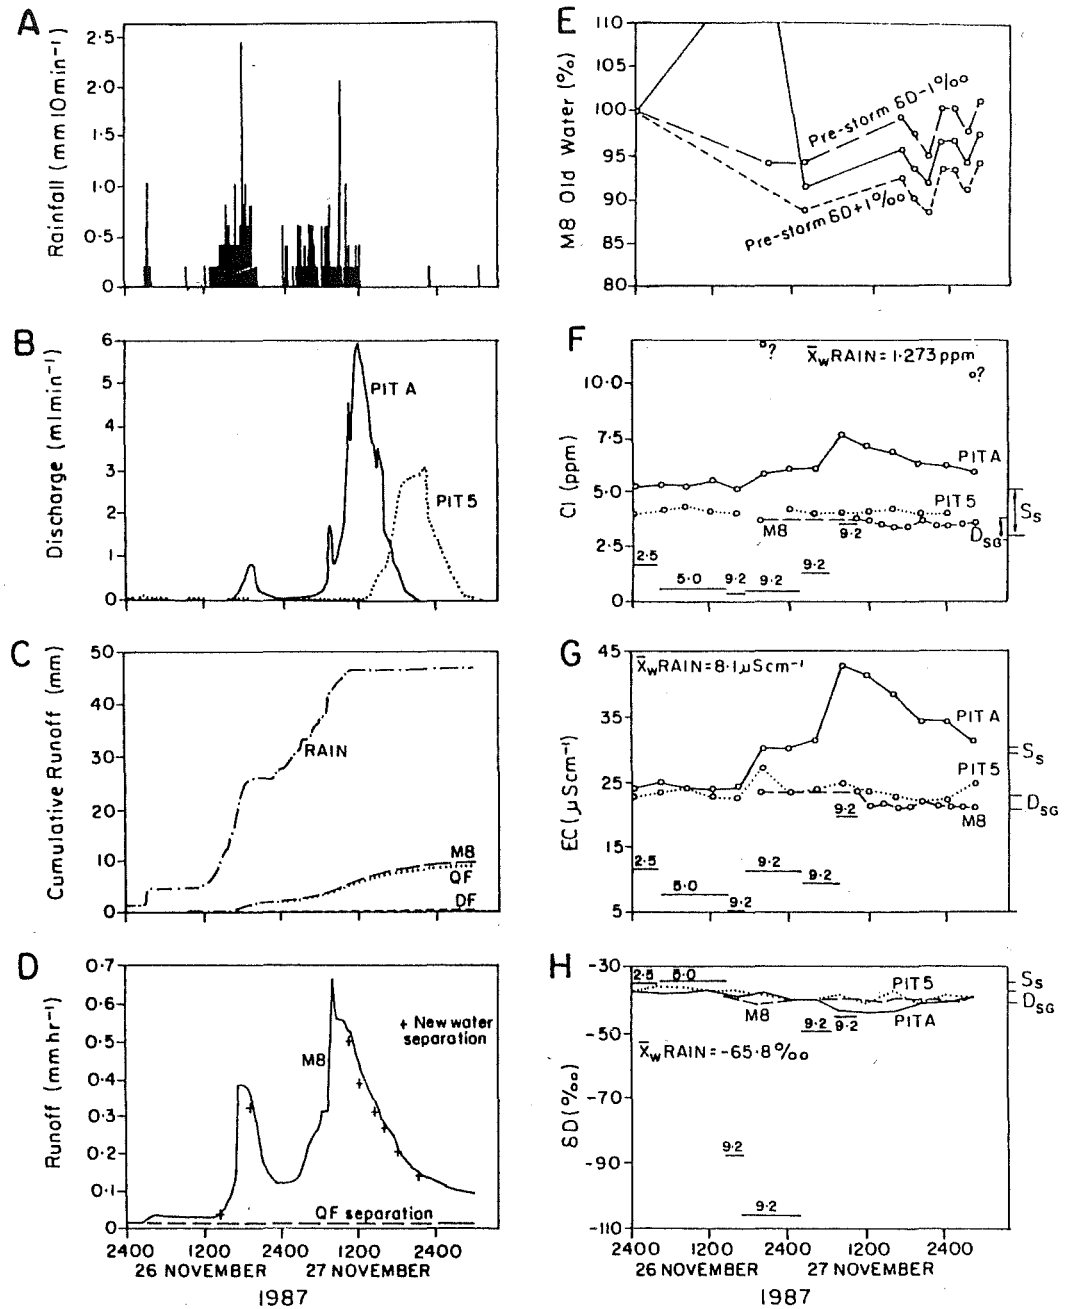 A
Rainfall (mm 10min⁻¹)
2·5
2·0
1·5
1·0
0·5
0
B
Discharge (ml min⁻¹)
6
5
4
3
2
1
0
PIT A
PIT 5
C
Cumulative Runoff (mm)
50
40
30
20
10
0
RAIN
M8
QF
DF
D
Runoff (mm hr⁻¹)
0·7
0·6
0·5
0·4
0·3
0·2
0·1
0
M8
+ New water
separation
QF separation
2400 1200 2400 1200 2400
26 NOVEMBER 27 NOVEMBER
1987
E
M8 Old Water (%)
110
105
100
95
90
85
80
Pre-storm δD-1‰
Pre-storm δD+1‰
F
Cl (ppm)
10·0
7·5
5·0
2·5
0
?
X̄w RAIN = 1·273 ppm
?
PIT A
PIT 5
M8
9·2
2·5
5·0
9·2
9·2
9·2
Ss
DSG
G
EC (μS cm⁻¹)
45
35
25
15
5
X̄w RAIN = 8·1 μS cm⁻¹
PIT A
PIT 5
M8
9·2
2·5
5·0
9·2
9·2
9·2
Ss
DSG
H
δD (‰)
-30
-50
-70
-90
-110
2·5 5·0
PIT 5
M8
PIT A
9·2 9·2
X̄w RAIN = -65·8‰
9·2
9·2
Ss
DSG
2400 1200 2400 1200 2400
26 NOVEMBER 27 NOVEMBER
1987